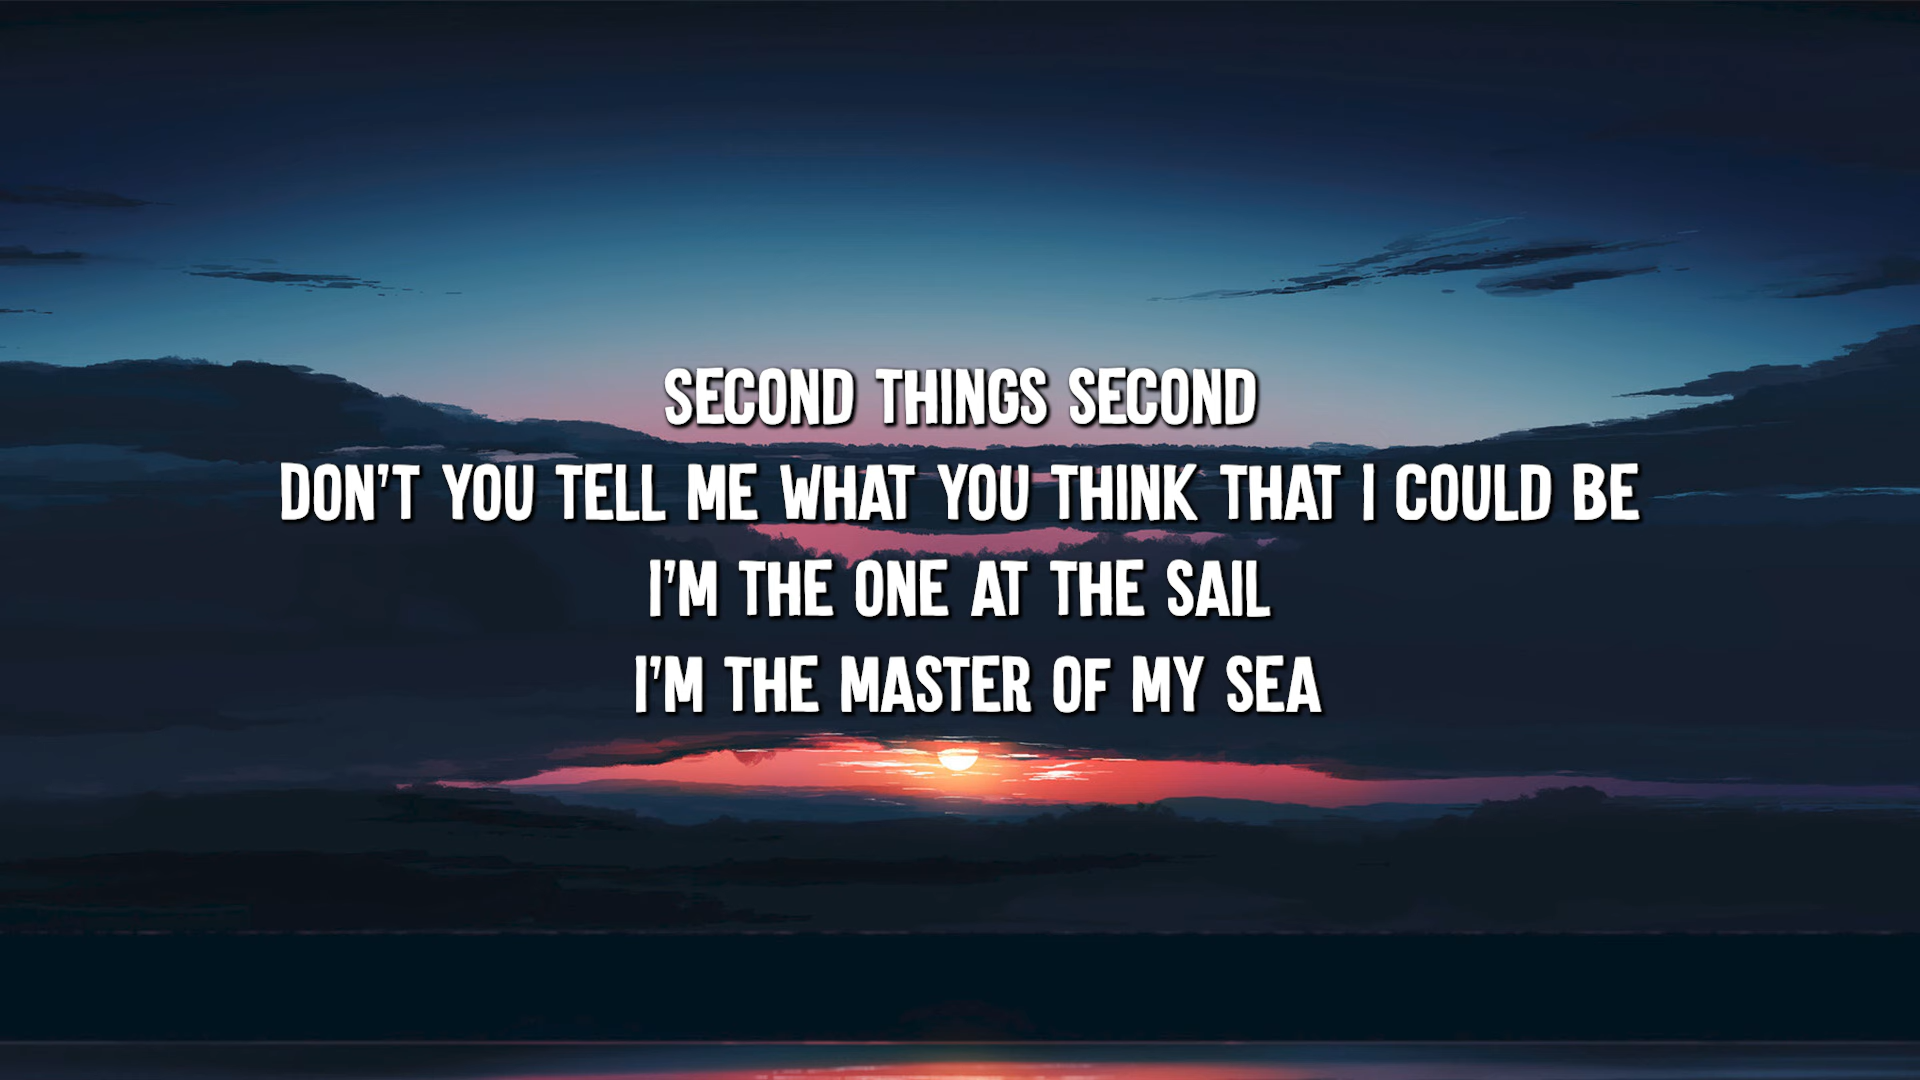 SECOND THINGS SECOND
DON'T YOU TELL ME WHAT YOU THINK THAT I COULD BE
I'M THE ONE AT THE SAIL
I'M THE MASTER OF MY SEA